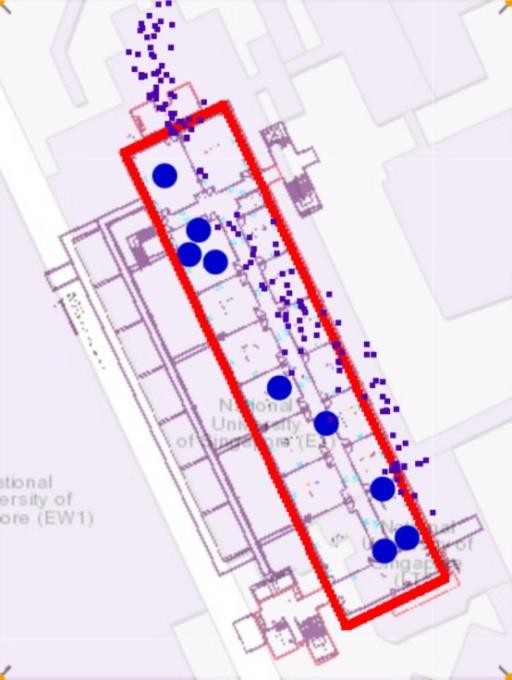 National
University
of Singapore (E1)
ational
ersity of
ore (EW1)
National
University of
Singapore